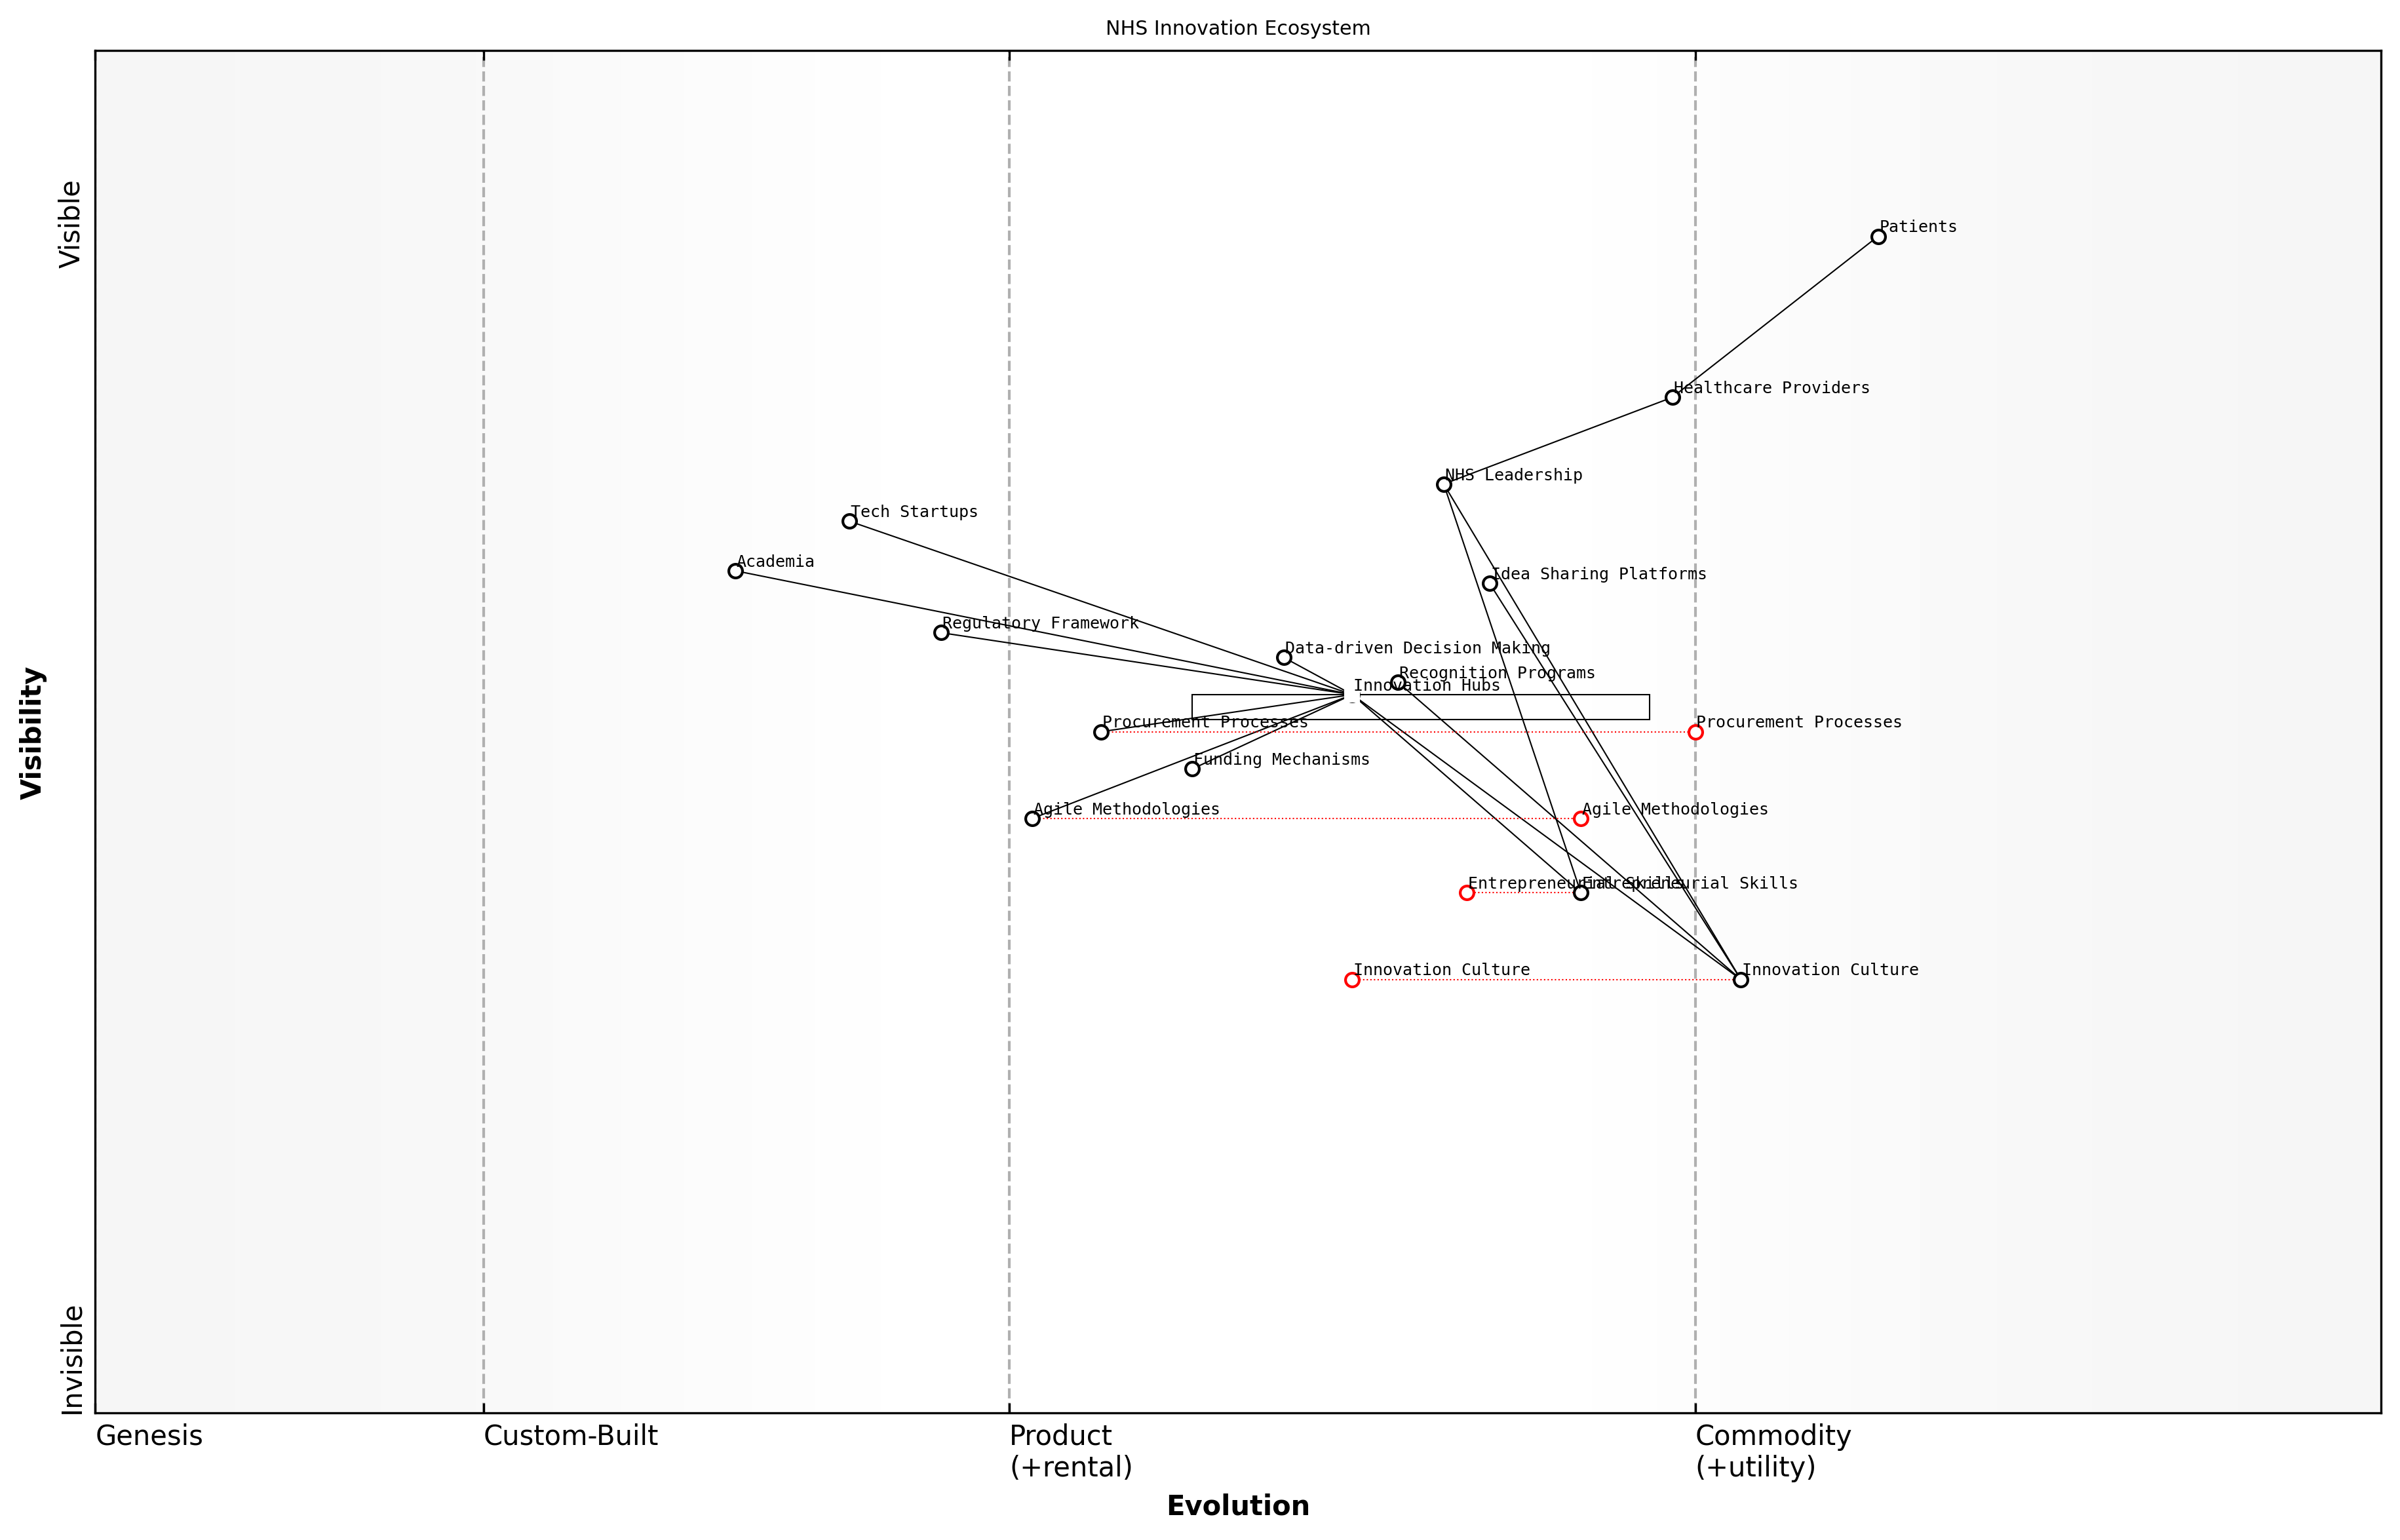 NHS Innovation Ecosystem
Visible
Patients
Healthcare Providers
NHS Leadership
Tech Startups
Academia
Idea Sharing Platforms
Regulatory Framework
Data-driven Decision Making
Recognition Programs
Innovation Hubs
Visibility
Procurement Processes
Procurement Processes
Funding Mechanisms
Agile Methodologies
Agile Methodologies
Entrepreneurial Skills
Entrepreneurial Skills
Innovation Culture
Innovation Culture
Invisible
Genesis
Custom-Built
Product
(+rental)
Commodity
(+utility)
Evolution